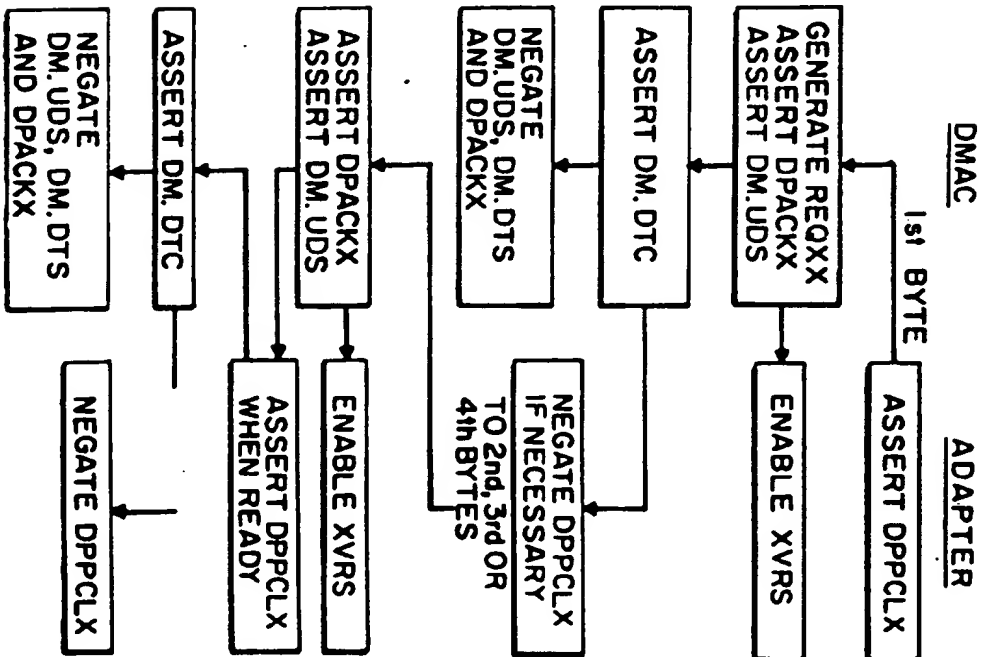 DMAC
ADAPTER
1st BYTE
ASSERT DPPCLX
GENERATE REQXX
ASSERT DPACKX
ASSERT DM.UDS
ENABLE XVRS
ASSERT DM.DTC
NEGATE DPPCLX
IF NECESSARY
NEGATE
DM.UDS, DM.DTS
AND DPACKX
TO 2nd, 3rd OR
4th BYTES
ASSERT DPACKX
ASSERT DM.UDS
ENABLE XVRS
ASSERT DPPCLX
WHEN READY
ASSERT DM.DTC
NEGATE DPPCLX
NEGATE
DM.UDS, DM.DTS
AND DPACKX